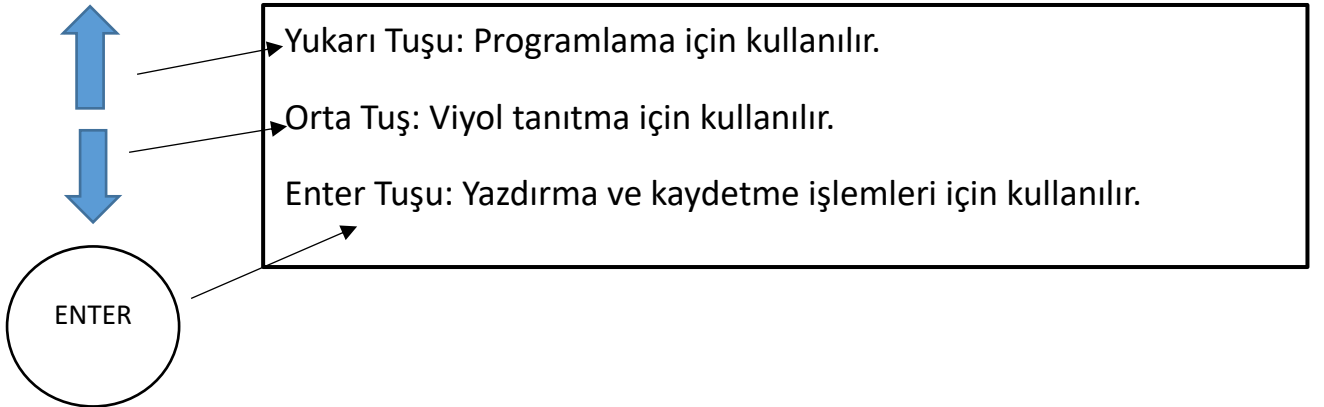 Yukarı Tuşu: Programlama için kullanılır.
Orta Tuş: Viyol tanıtma için kullanılır.
Enter Tuşu: Yazdırma ve kaydetme işlemleri için kullanılır.
ENTER